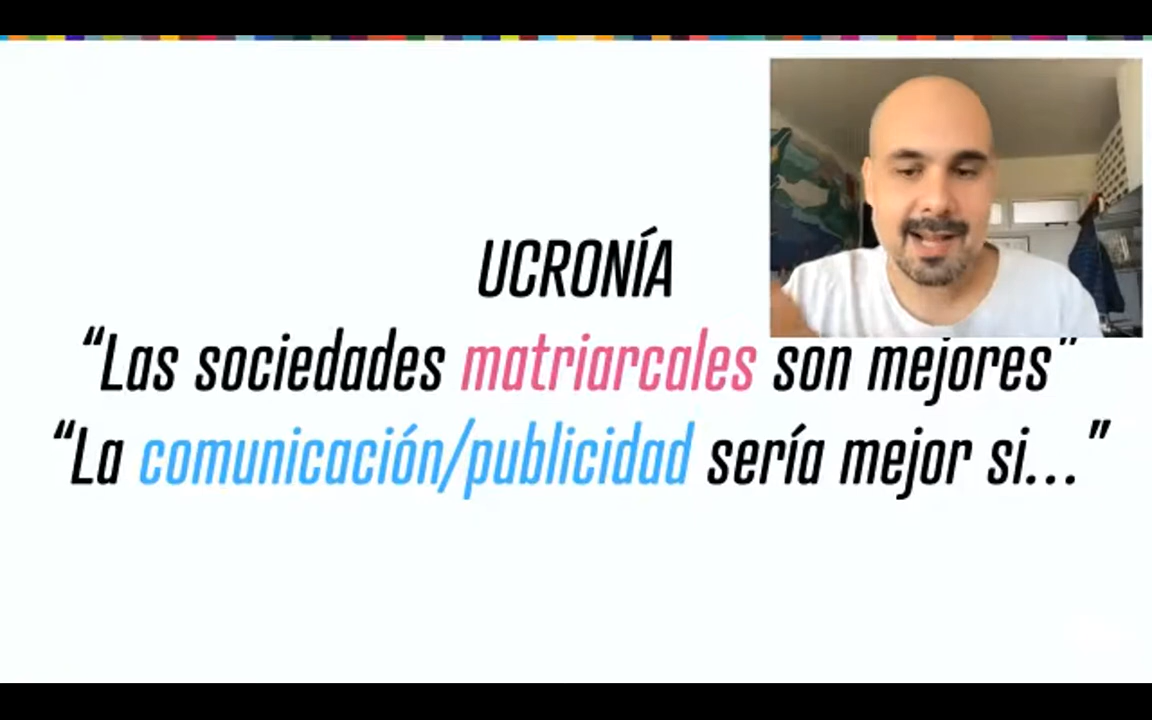 UCRONÍA
“Las sociedades matriarcales son mejores”
“La comunicación/publicidad sería mejor si...”